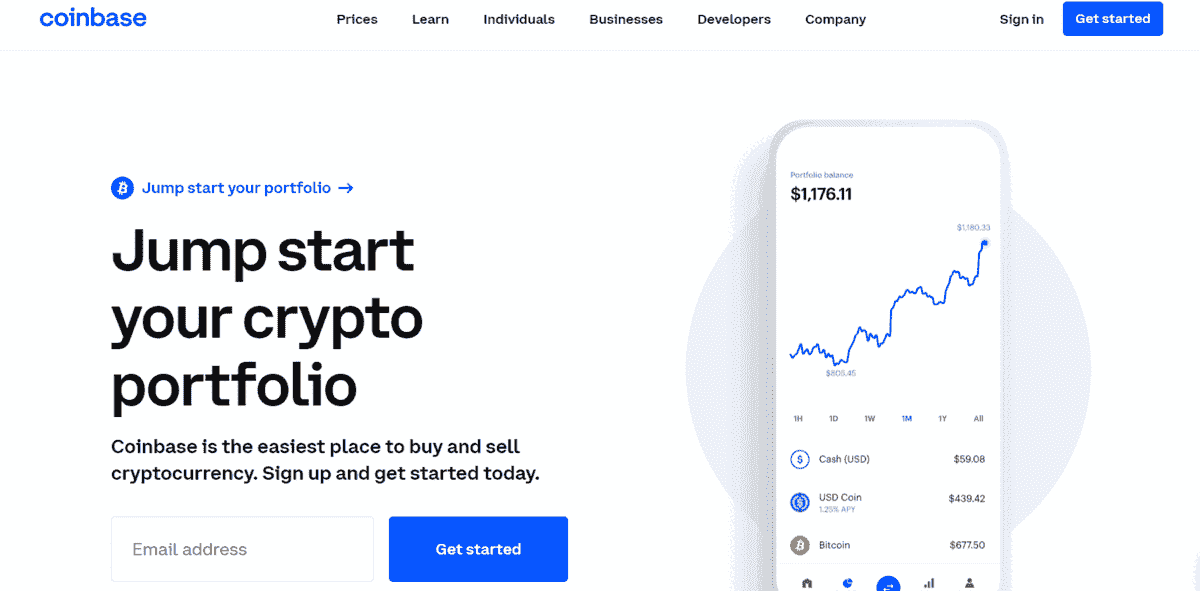 coinbase
Prices
Learn
Individuals
Businesses
Developers
Company
Sign in
Get started
Jump start your portfolio →
Jump start
your crypto
portfolio
Coinbase is the easiest place to buy and sell
cryptocurrency. Sign up and get started today.
Email address
Get started
Portfolio balance
$1,176.11
$1,180.33
$805.45
1H 1D 1W 1M 1Y All
Cash (USD) $59.08
USD Coin $439.42
1.25% APY
Bitcoin $677.50